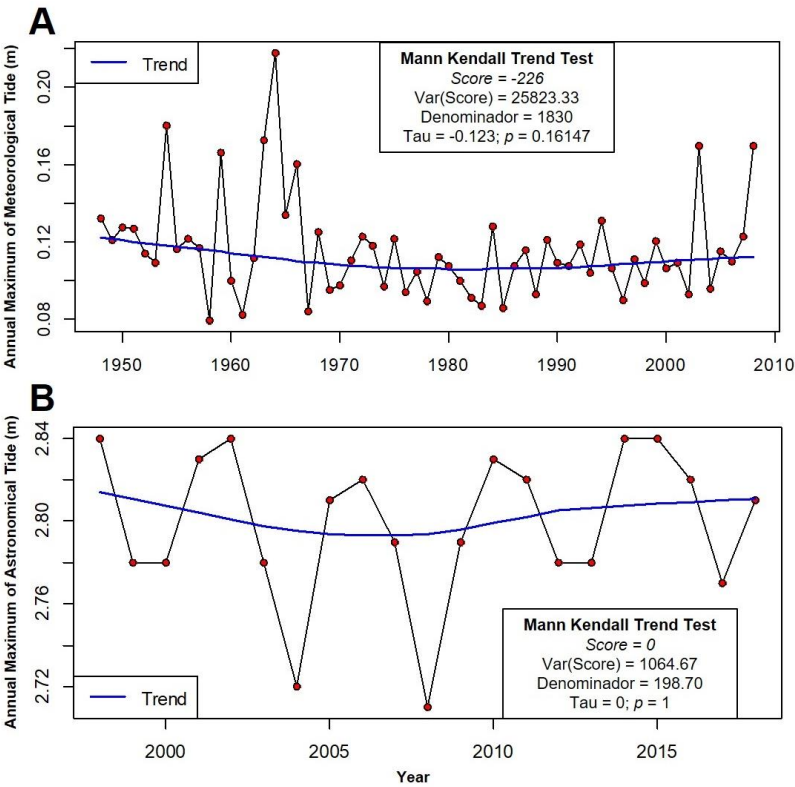 A
Annual Maximum of Meteorological Tide (m)
Trend
Mann Kendall Trend Test
Score = -226
Var(Score) = 25823.33
Denominador = 1830
Tau = -0.123; p = 0.16147
0.20
0.16
0.12
0.08
1950 1960 1970 1980 1990 2000 2010
B
Annual Maximum of Astronomical Tide (m)
2.84
2.80
2.76
2.72
Mann Kendall Trend Test
Score = 0
Var(Score) = 1064.67
Denominador = 198.70
Tau = 0; p = 1
Trend
2000 2005 2010 2015
Year